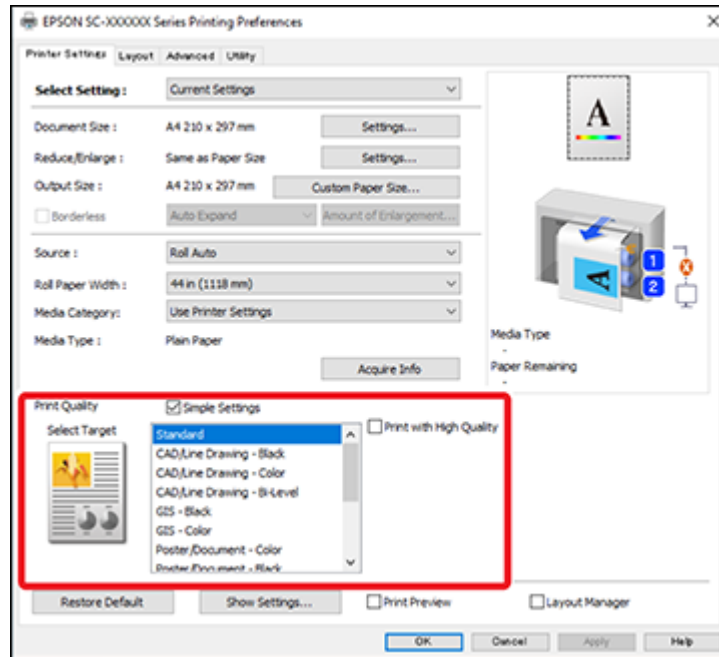 EPSON SC-XXXXXX Series Printing Preferences
Printer Settings Layout Advanced Utility
Select Setting : Current Settings
Document Size : A4 210 x 297 mm Settings...
Reduce/Enlarge : Same as Paper Size Settings...
Output Size : A4 210 x 297 mm Custom Paper Size...
Borderless Auto Expand Amount of Enlargement...
Source : Roll Auto
Roll Paper Width : 44 in (1118 mm)
Media Category: Use Printer Settings
Media Type : Plain Paper
Acquire Info
A
A
1
2
Media Type
-
Paper Remaining
-
Print Quality Simple Settings
Select Target
Standard
CAD/Line Drawing - Black
CAD/Line Drawing - Color
CAD/Line Drawing - Bi-Level
GIS - Black
GIS - Color
Poster/Document - Color
Poster/Document - Black
Print with High Quality
Restore Default Show Settings... Print Preview Layout Manager
OK Cancel Apply Help